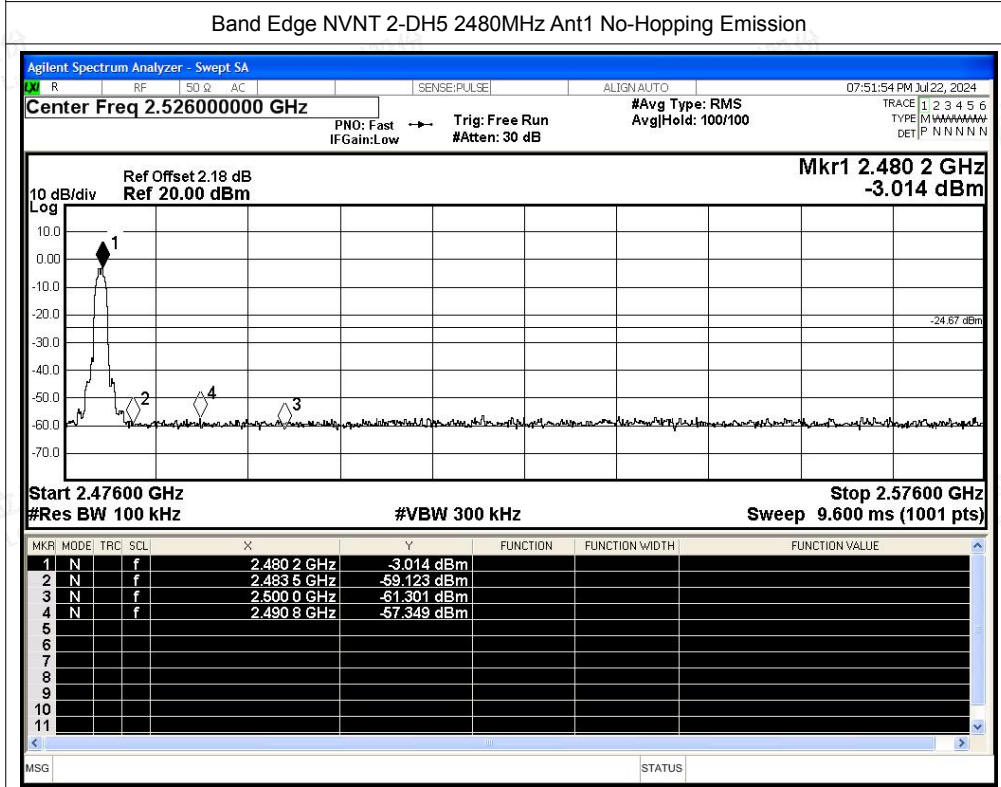 Band Edge NVNT 2-DH5 2480MHz Ant1 No-Hopping Emission
Agilent Spectrum Analyzer - Swept SA
LXI R RF 50 Ω AC SENSE:PULSE ALIGN AUTO 07:51:54 PM Jul 22, 2024
Center Freq 2.526000000 GHz
PNO: Fast
IFGain:Low
Trig: Free Run
#Atten: 30 dB
#Avg Type: RMS
Avg|Hold: 100/100
TRACE 1 2 3 4 5 6
TYPE M
DET P N N N N N
Mkr1 2.480 2 GHz
-3.014 dBm
Ref Offset 2.18 dB
10 dB/div Ref 20.00 dBm
Log
10.0
1
0.00
-10.0
-20.0
-24.67 dBm
-30.0
-40.0
-50.0
2 4 3
-60.0
-70.0
Start 2.47600 GHz Stop 2.57600 GHz
#Res BW 100 kHz #VBW 300 kHz Sweep 9.600 ms (1001 pts)
MKR MODE TRC SCL X Y FUNCTION FUNCTION WIDTH FUNCTION VALUE
1 N f 2.480 2 GHz -3.014 dBm
2 N f 2.483 5 GHz -59.123 dBm
3 N f 2.500 0 GHz -61.301 dBm
4 N f 2.490 8 GHz -57.349 dBm
5
6
7
8
9
10
11
MSG STATUS